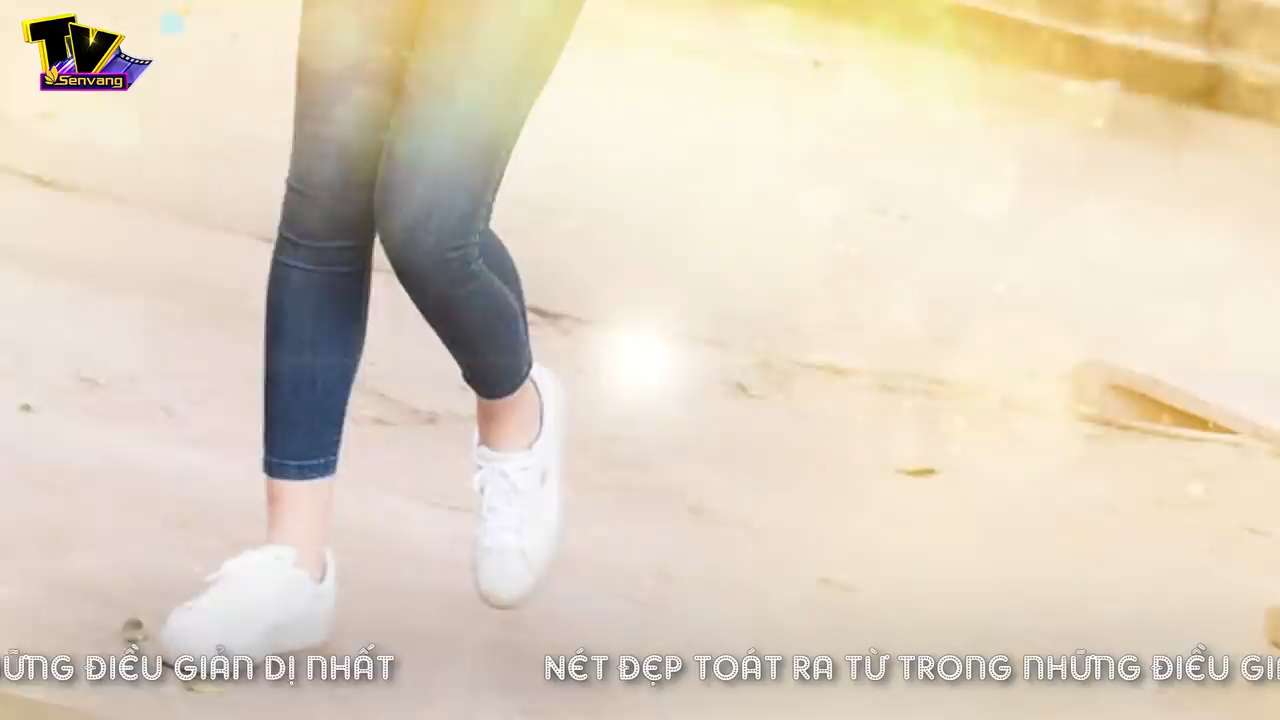 TV
Senvang
ỮNG ĐIỀU GIẢN DỊ NHẤT NÉT ĐẸP TOÁT RA TỪ TRONG NHỮNG ĐIỀU GI